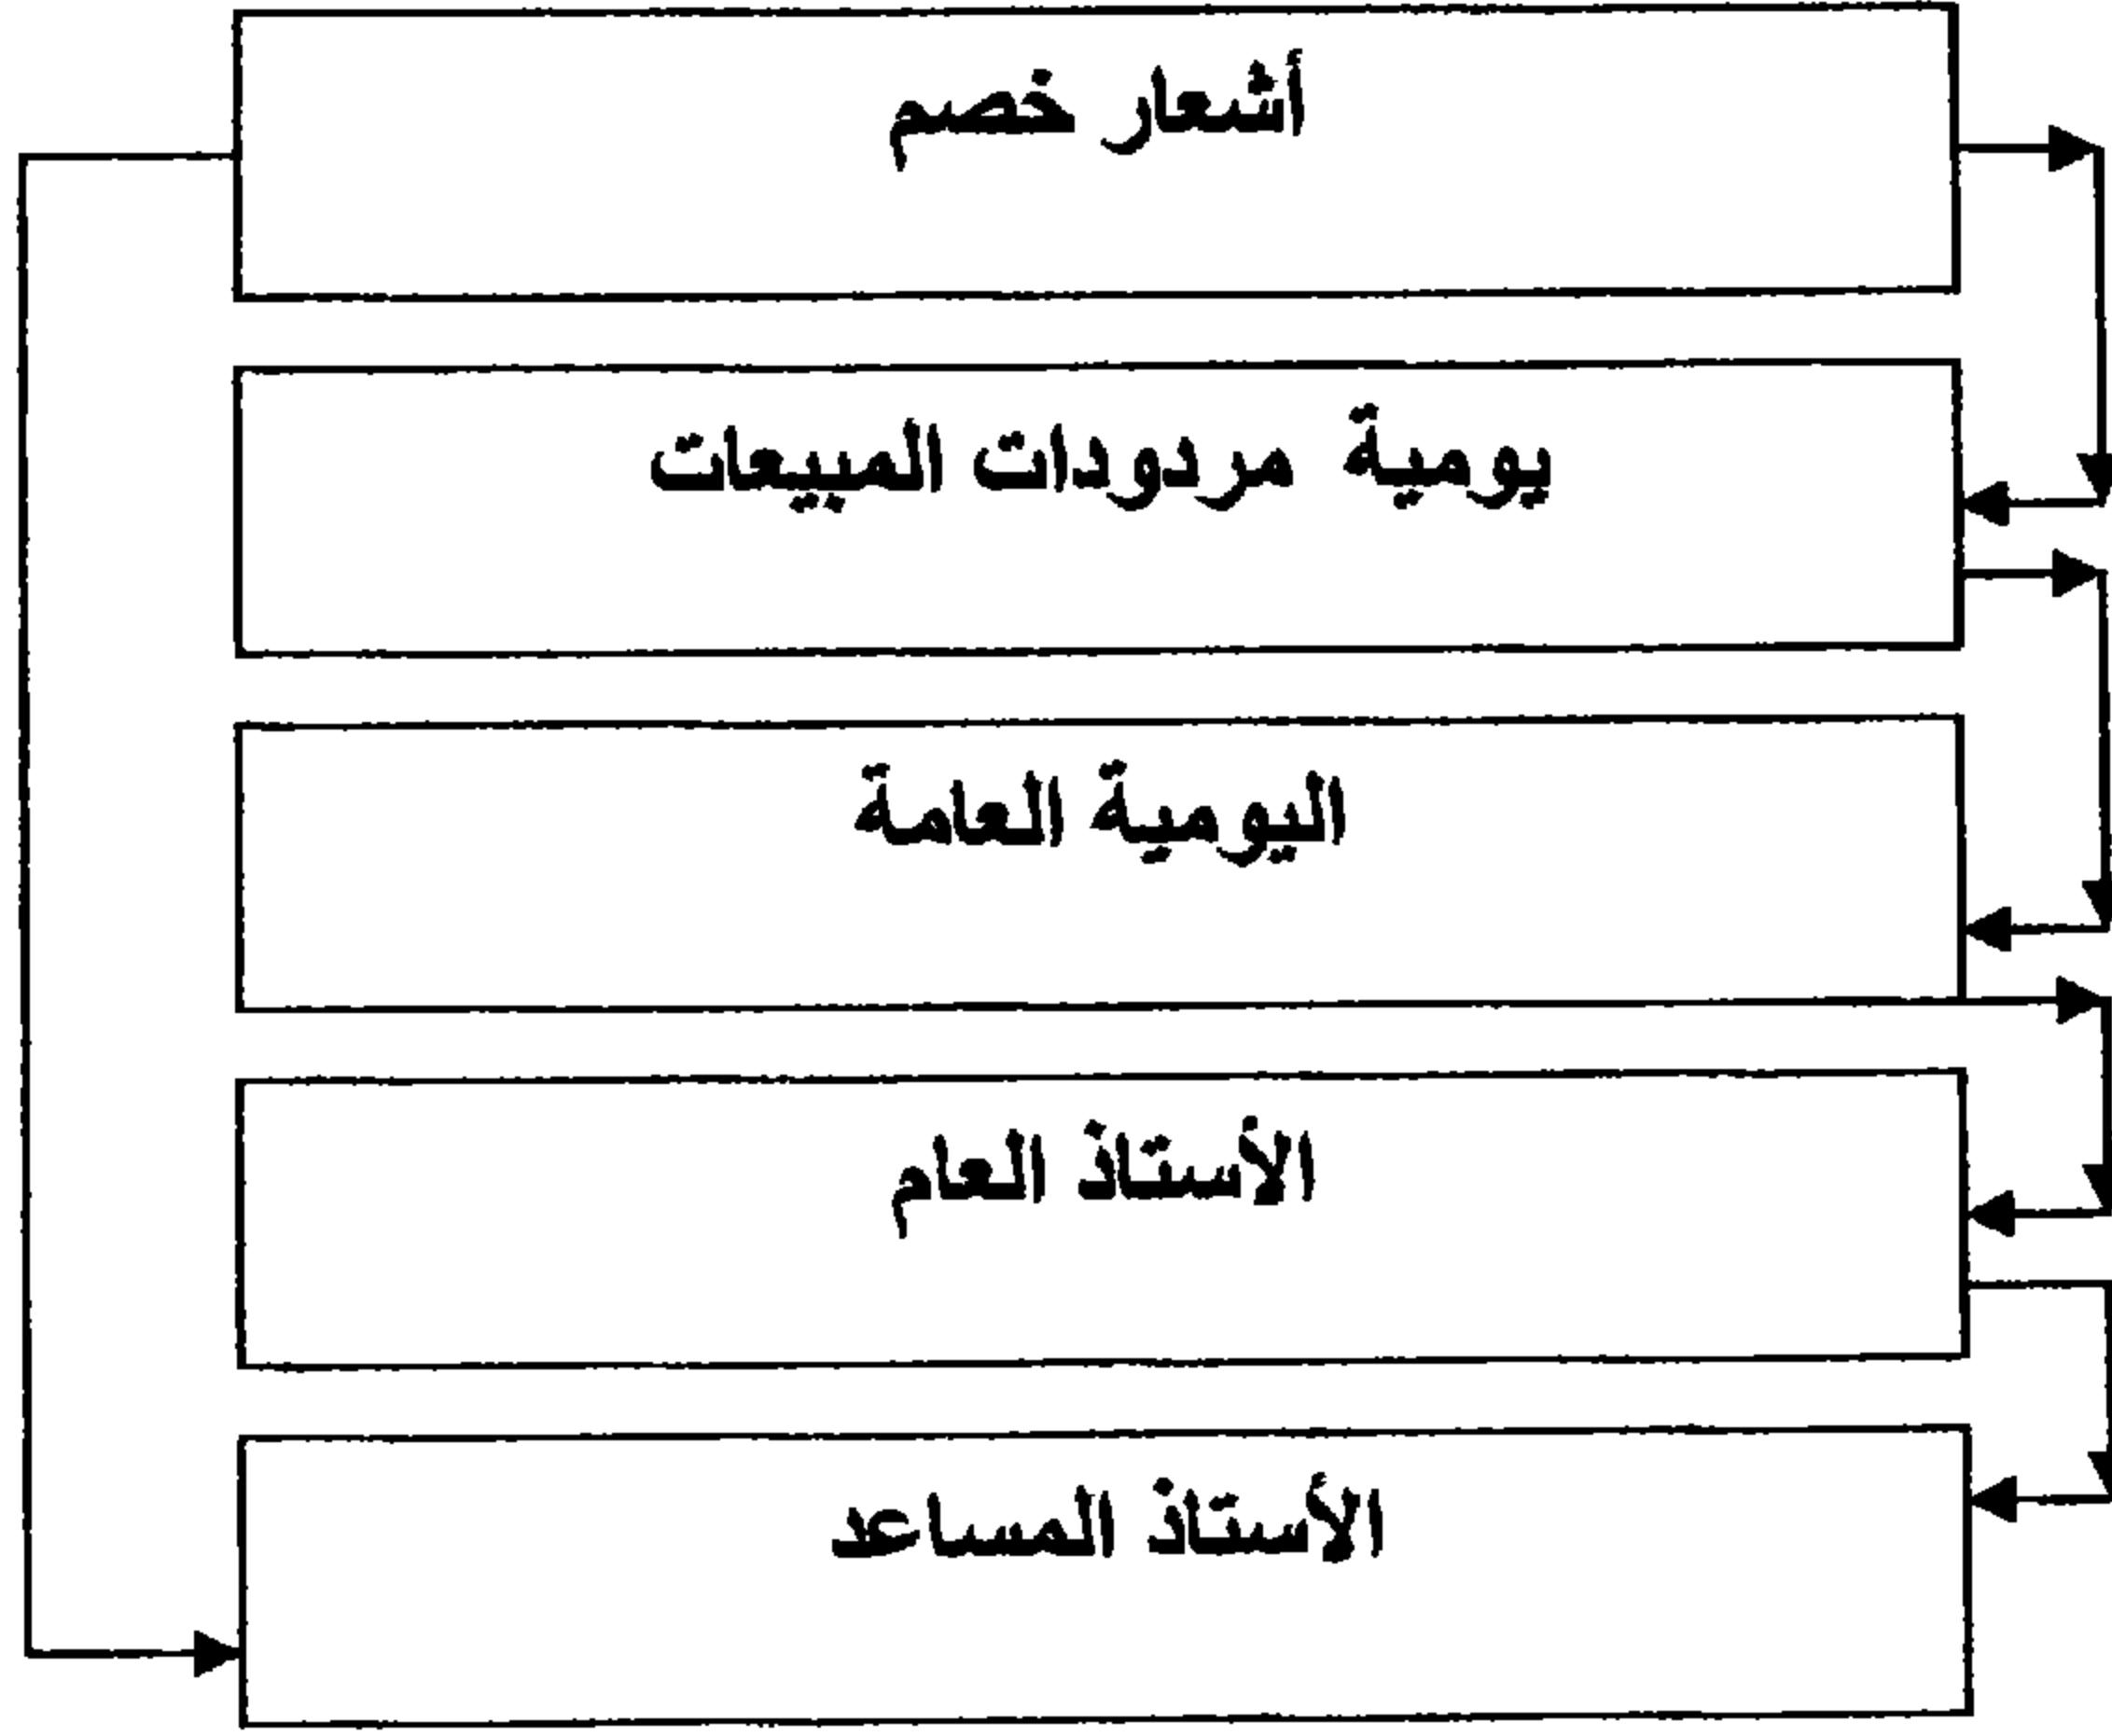 أشعار خصم
يومية مردودات المبيعات
اليومية العامة
الأستاذ العام
الأستاذ المساعد